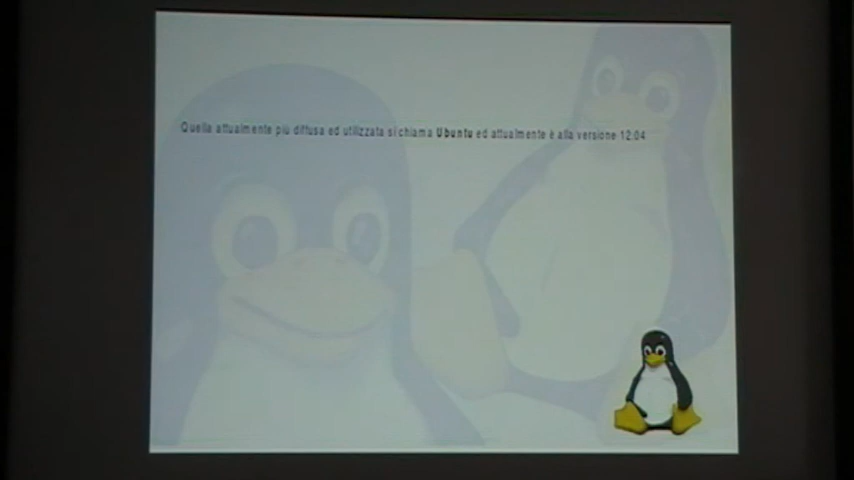 Quella attualmente più diffusa ed utilizzata si chiama Ubuntu ed attualmente è alla versione 12.04